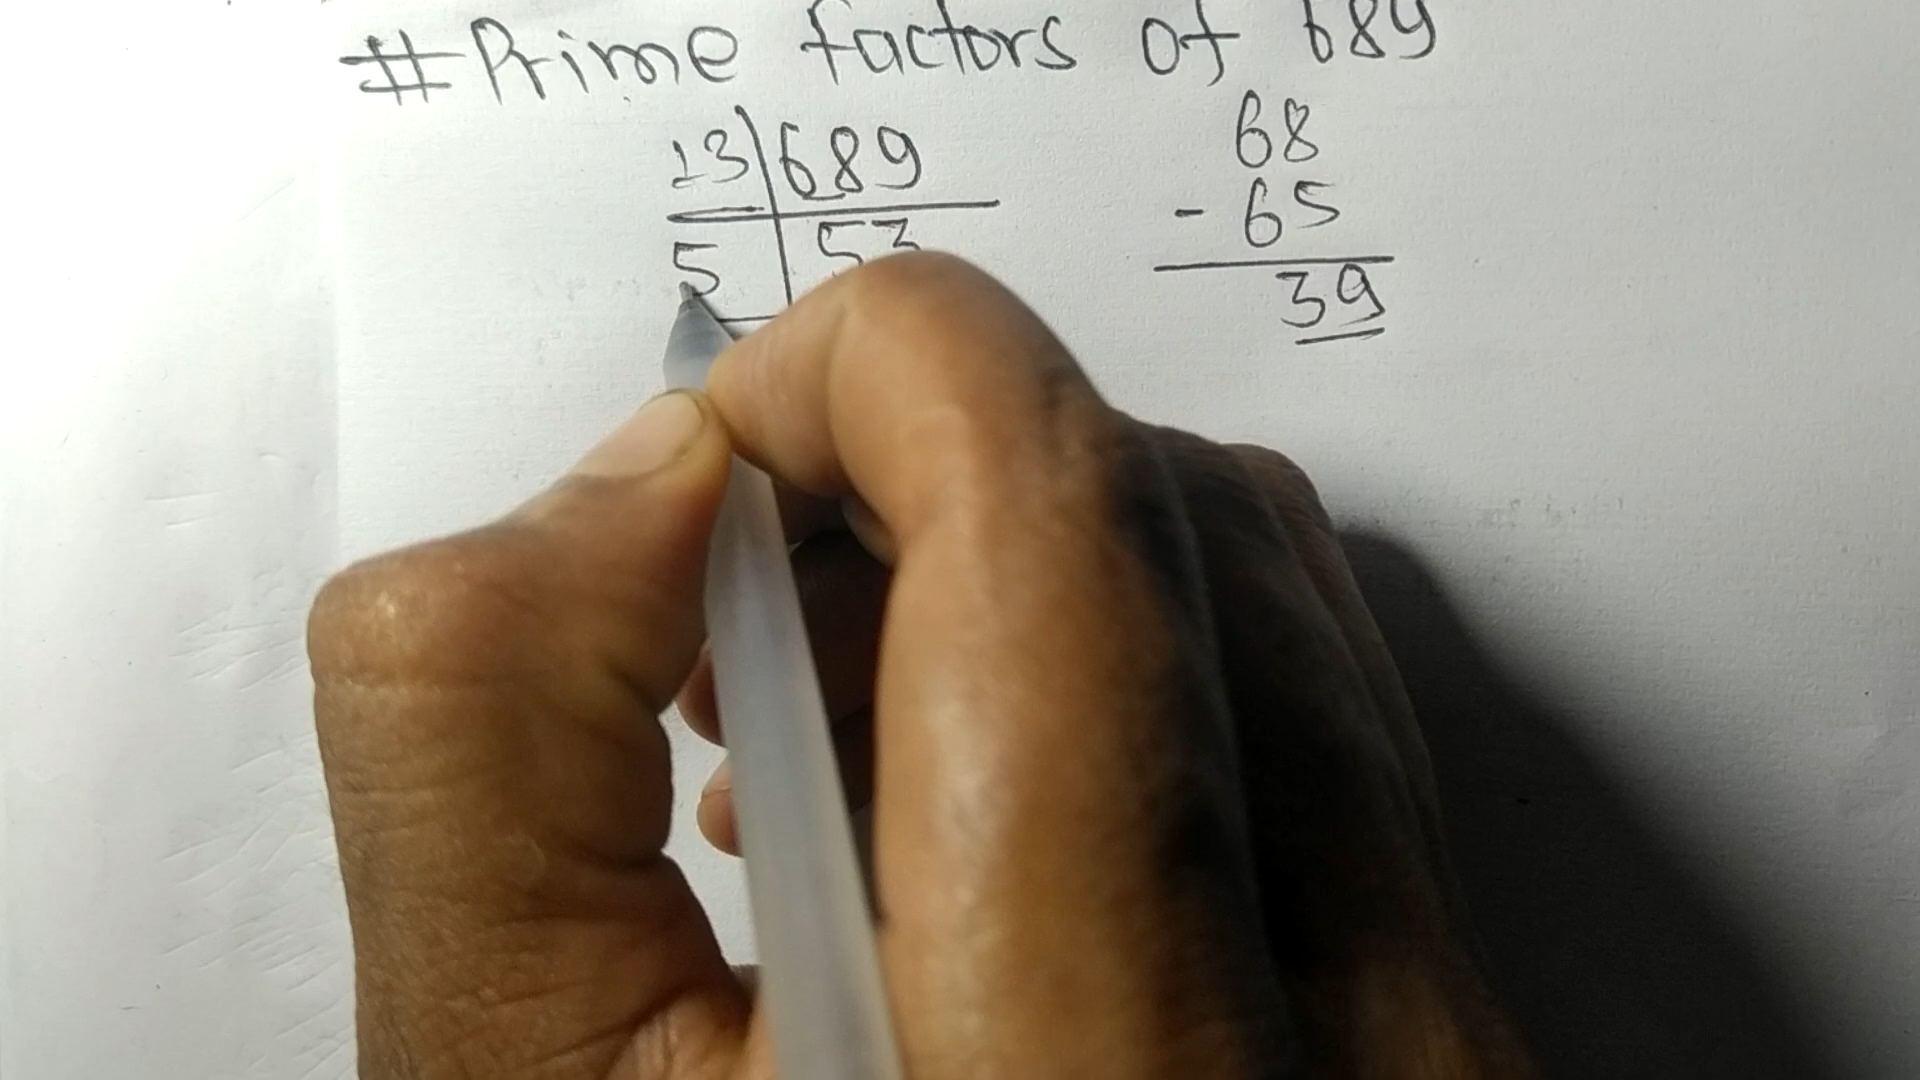 # Prime factors of 689
13 | 689
5 | 53
68
- 65
39